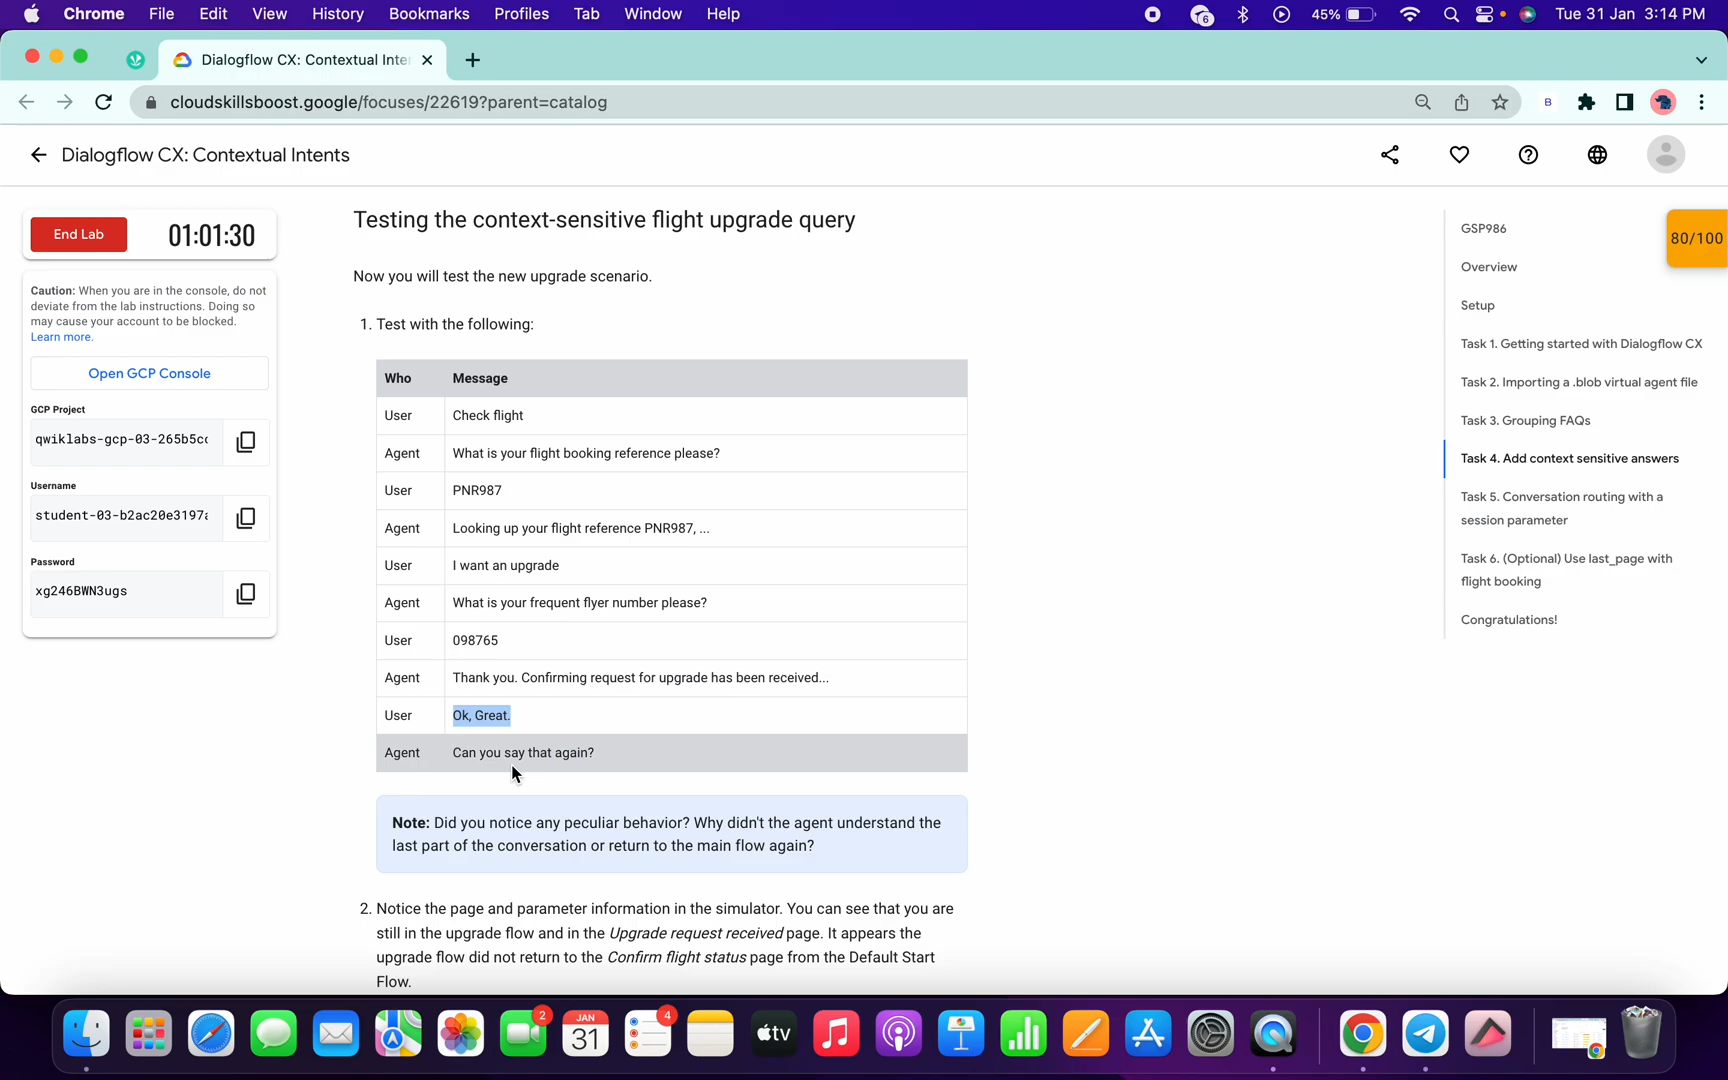 Chrome File Edit View History Bookmarks Profiles Tab Window Help 6 45% Tue 31 Jan 3:14 PM
Dialogflow CX: Contextual Inte
cloudskillsboost.google/focuses/22619?parent=catalog B
Dialogflow CX: Contextual Intents
End Lab 01:01:30
Caution: When you are in the console, do not
deviate from the lab instructions. Doing so
may cause your account to be blocked.
Learn more.
Open GCP Console
GCP Project
qwiklabs-gcp-03-265b5cc
Username
student-03-b2ac20e3197a
Password
xg246BWN3ugs
Testing the context-sensitive flight upgrade query
Now you will test the new upgrade scenario.
1. Test with the following:
Who Message
User Check flight
Agent What is your flight booking reference please?
User PNR987
Agent Looking up your flight reference PNR987, ...
User I want an upgrade
Agent What is your frequent flyer number please?
User 098765
Agent Thank you. Confirming request for upgrade has been received...
User Ok, Great.
Agent Can you say that again?
Note: Did you notice any peculiar behavior? Why didn't the agent understand the
last part of the conversation or return to the main flow again?
2. Notice the page and parameter information in the simulator. You can see that you are
still in the upgrade flow and in the Upgrade request received page. It appears the
upgrade flow did not return to the Confirm flight status page from the Default Start
Flow.
GSP986
80/100
Overview
Setup
Task 1. Getting started with Dialogflow CX
Task 2. Importing a .blob virtual agent file
Task 3. Grouping FAQs
Task 4. Add context sensitive answers
Task 5. Conversation routing with a
session parameter
Task 6. (Optional) Use last_page with
flight booking
Congratulations!
2 JAN 31 4 tv